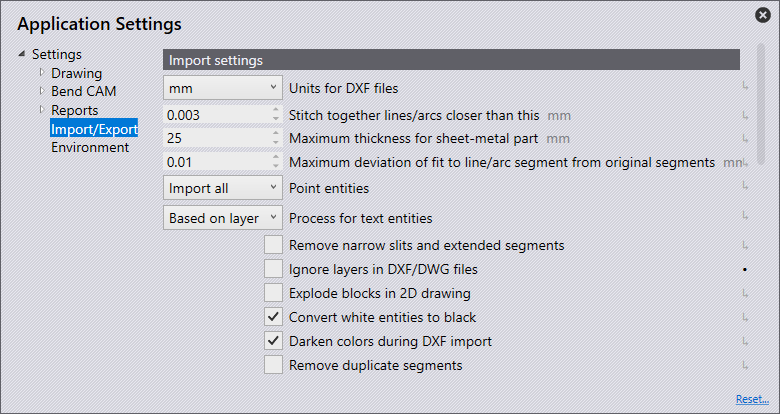 Application Settings
Settings
Drawing
Bend CAM
Reports
Import/Export
Environment
Import settings
mm Units for DXF files
0.003 Stitch together lines/arcs closer than this mm
25 Maximum thickness for sheet-metal part mm
0.01 Maximum deviation of fit to line/arc segment from original segments mm
Import all Point entities
Based on layer Process for text entities
Remove narrow slits and extended segments
Ignore layers in DXF/DWG files
Explode blocks in 2D drawing
Convert white entities to black
Darken colors during DXF import
Remove duplicate segments
Reset...